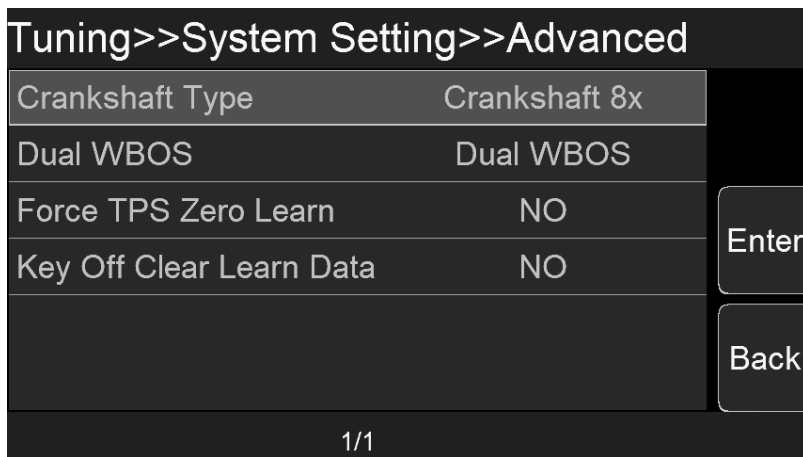 Tuning>>System Setting>>Advanced
Crankshaft Type Crankshaft 8x
Dual WBOS Dual WBOS
Force TPS Zero Learn NO
Key Off Clear Learn Data NO
Enter
Back
1/1